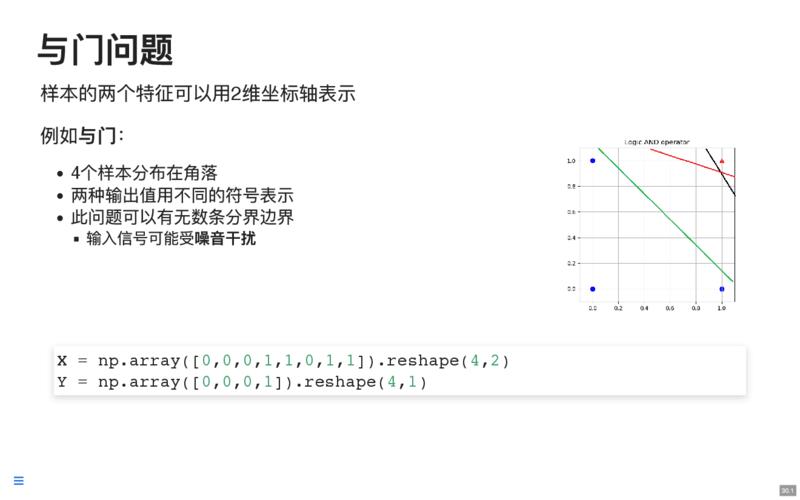 与门问题
样本的两个特征可以用2维坐标轴表示
例如与门：
4个样本分布在角落
两种输出值用不同的符号表示
此问题可以有无数条分界边界
输入信号可能受噪音干扰
Logic AND operator
1.0
0.8
0.6
0.4
0.2
0.0
0.0 0.2 0.4 0.6 0.8 1.0
X = np.array([0,0,0,1,1,0,1,1]).reshape(4,2)
Y = np.array([0,0,0,1]).reshape(4,1)
30.1